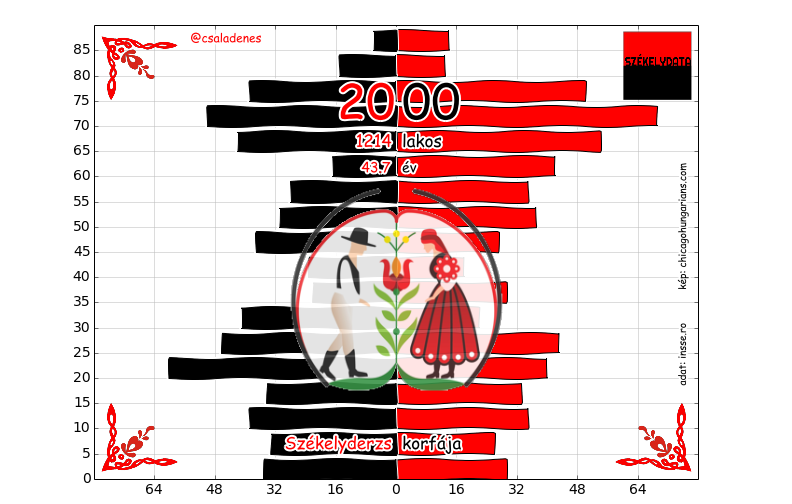 @csaladenes
SZÉKELYDATA
2000
1214 lakos
43.7 év
kép: chicagohungarians.com
adat: insse.ro
Székelyderzs korfája
85
80
75
70
65
60
55
50
45
40
35
30
25
20
15
10
5
0
64 48 32 16 0 16 32 48 64